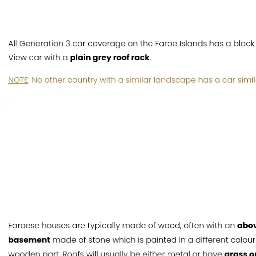 All Generation 3 car coverage on the Faroe Islands has a black
View car with a plain grey roof rack.
NOTE: No other country with a similar landscape has a car
Faroese houses are typically made of wood, often with an
basement made of stone which is painted in a different colour
wooden part. Roofs will usually be either metal or have grass